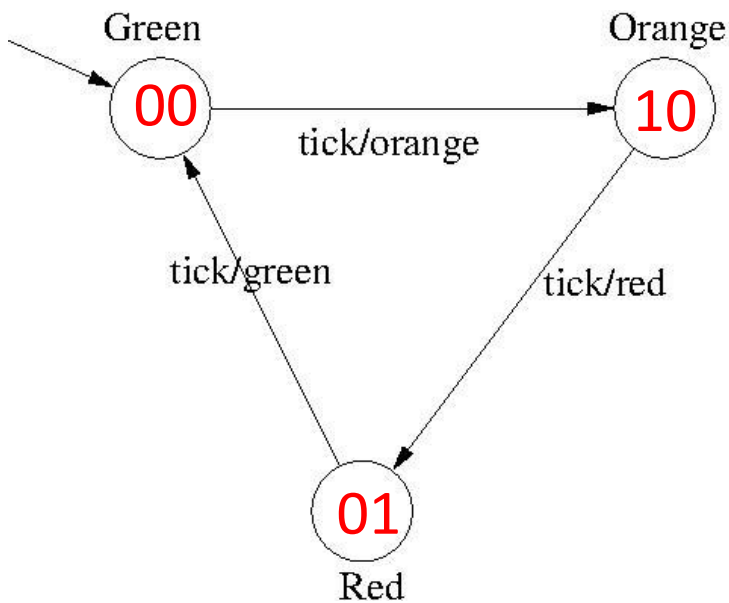 Green
Orange
00
10
tick/orange
tick/green
tick/red
01
Red